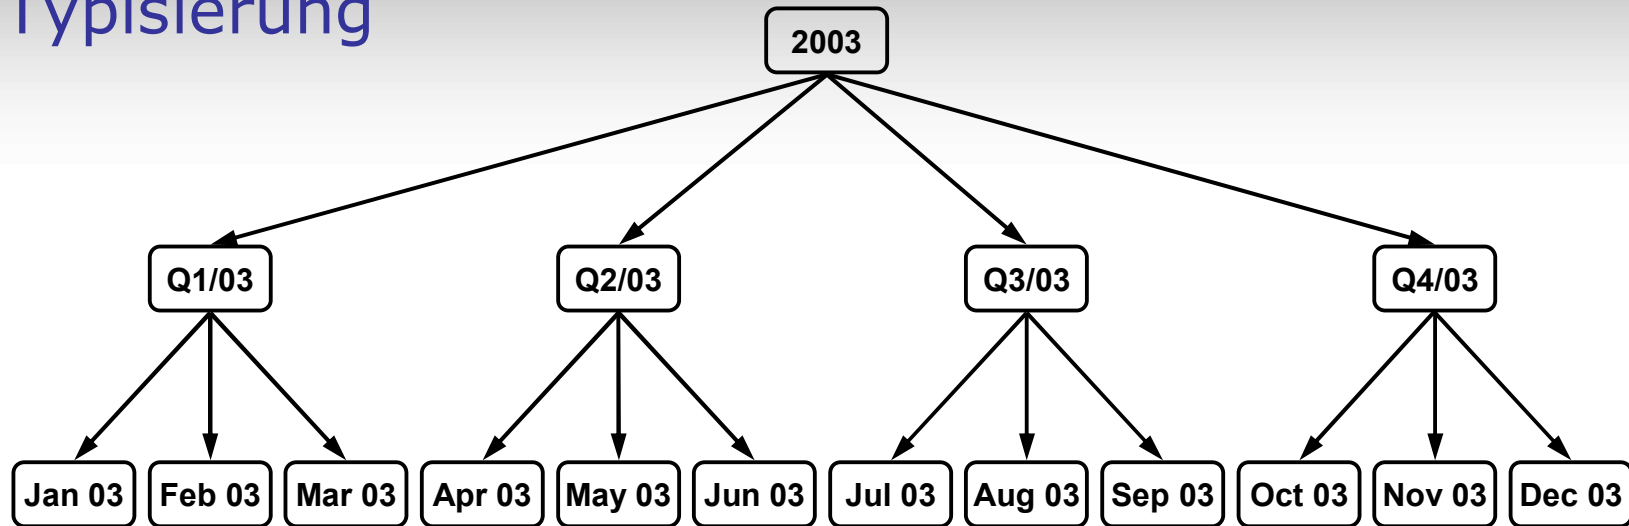 Typisierung
2003
Q1/03 Q2/03 Q3/03 Q4/03
Jan 03 Feb 03 Mar 03 Apr 03 May 03 Jun 03 Jul 03 Aug 03 Sep 03 Oct 03 Nov 03 Dec 03